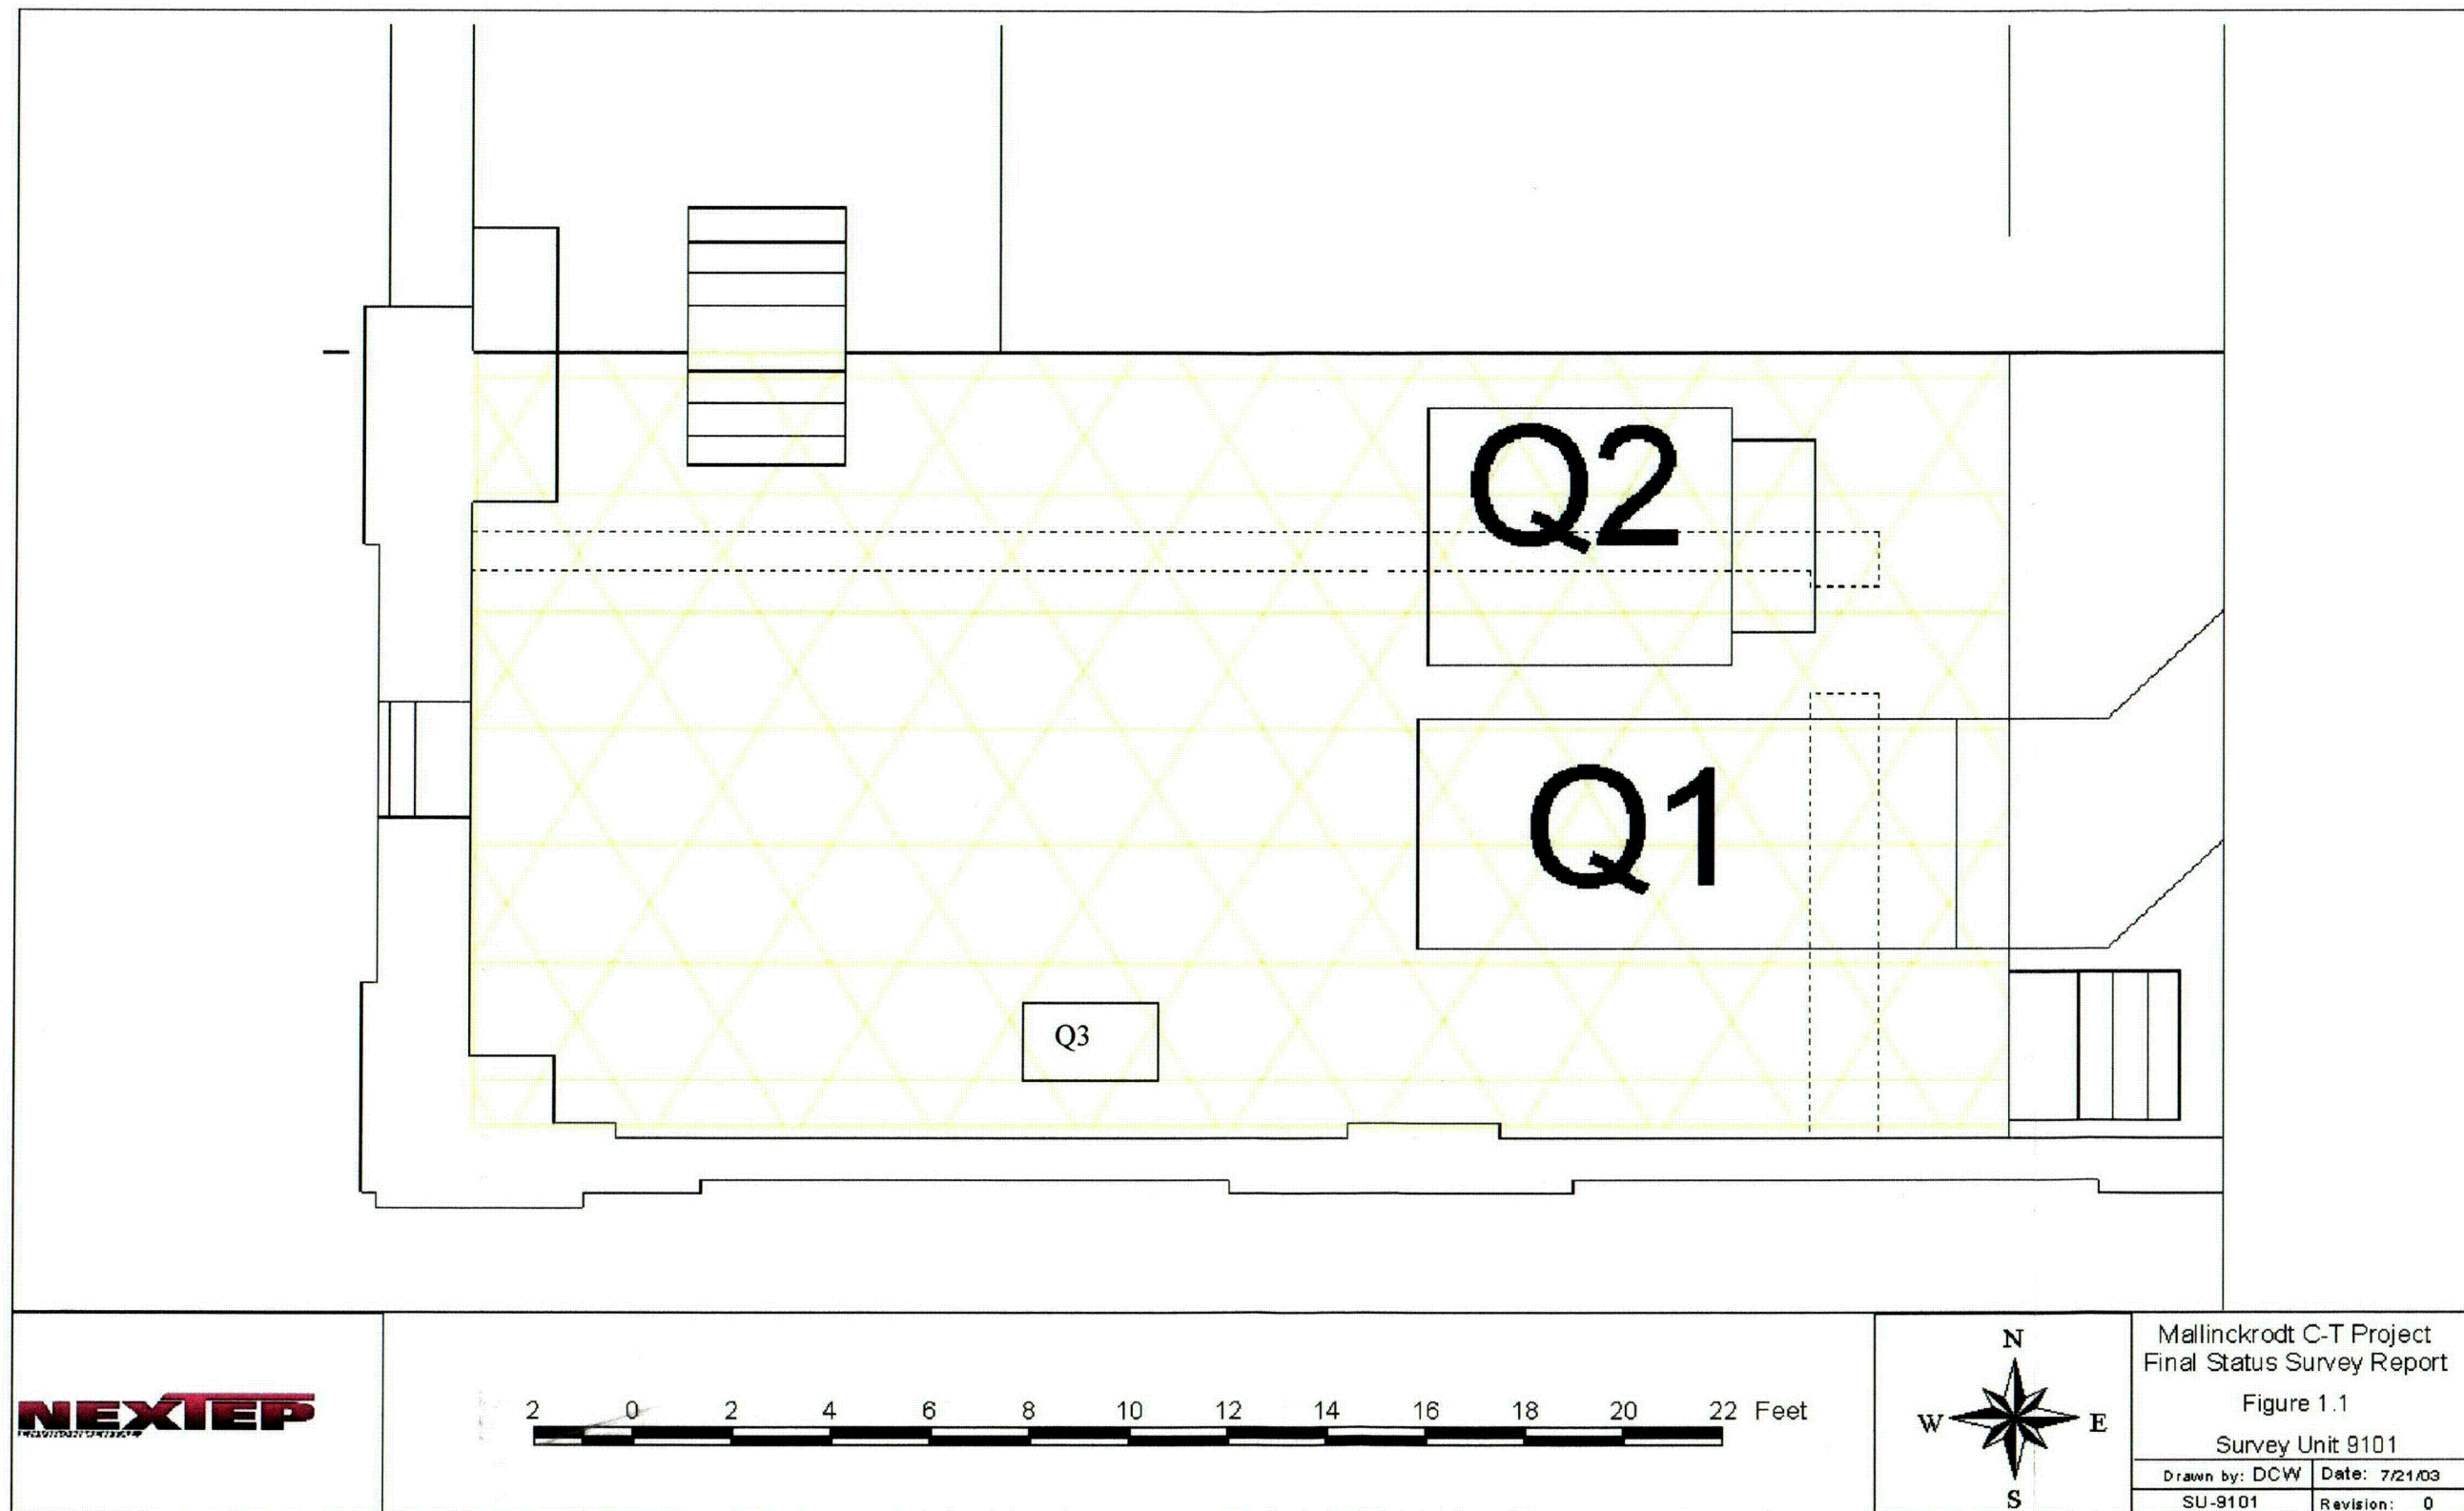 Q2
Q1
Q3
NEXTEP
2 0 2 4 6 8 10 12 14 16 18 20 22 Feet
N
W E
S
Mallinckrodt C-T Project
Final Status Survey Report
Figure 1.1
Survey Unit 9101
Drawn by: DCW Date: 7/21/03
SU-9101 Revision: 0